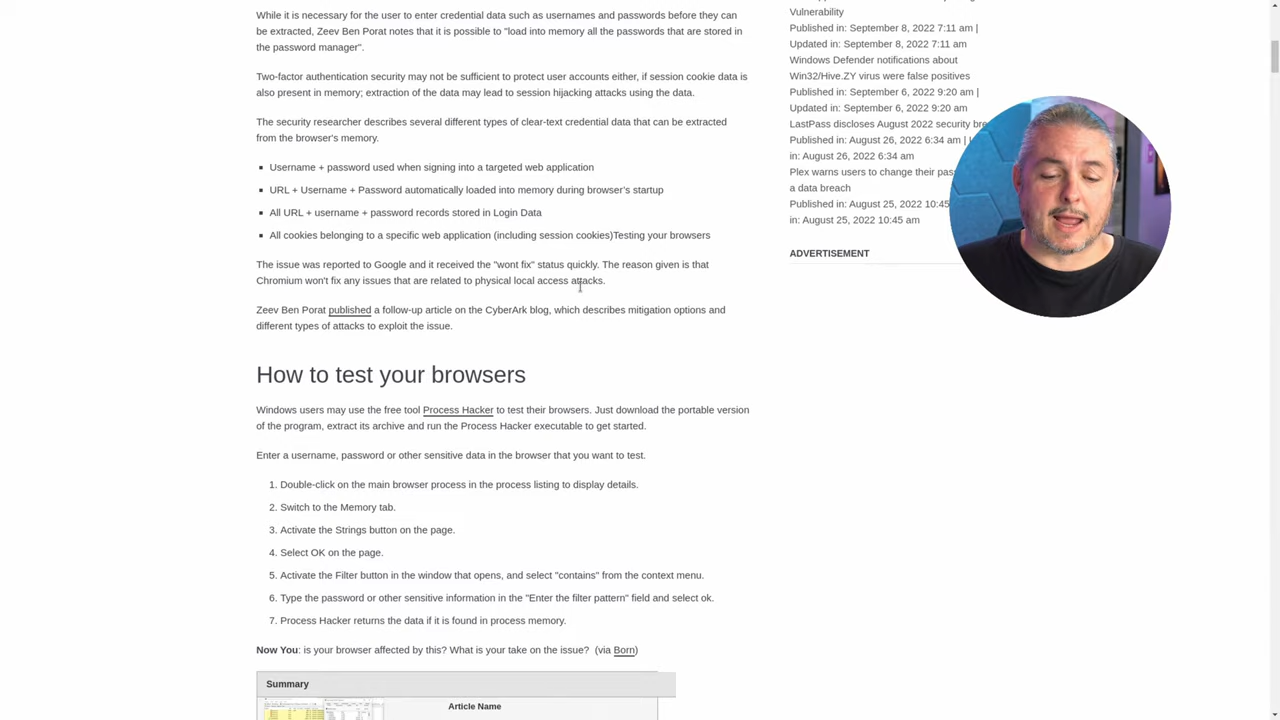 While it is necessary for the user to enter credential data such as usernames and passwords before they can
be extracted, Zeev Ben Porat notes that it is possible to "load into memory all the passwords that are stored in
the password manager".
Two-factor authentication security may not be sufficient to protect user accounts either, if session cookie data is
also present in memory; extraction of the data may lead to session hijacking attacks using the data.
The security researcher describes several different types of clear-text credential data that can be extracted
from the browser's memory.
Username + password used when signing into a targeted web application
URL + Username + Password automatically loaded into memory during browser's startup
All URL + username + password records stored in Login Data
All cookies belonging to a specific web application (including session cookies)Testing your browsers
The issue was reported to Google and it received the "wont fix" status quickly. The reason given is that
Chromium won't fix any issues that are related to physical local access attacks.
Zeev Ben Porat published a follow-up article on the CyberArk blog, which describes mitigation options and
different types of attacks to exploit the issue.
How to test your browsers
Windows users may use the free tool Process Hacker to test their browsers. Just download the portable version
of the program, extract its archive and run the Process Hacker executable to get started.
Enter a username, password or other sensitive data in the browser that you want to test.
1. Double-click on the main browser process in the process listing to display details.
2. Switch to the Memory tab.
3. Activate the Strings button on the page.
4. Select OK on the page.
5. Activate the Filter button in the window that opens, and select "contains" from the context menu.
6. Type the password or other sensitive information in the "Enter the filter pattern" field and select ok.
7. Process Hacker returns the data if it is found in process memory.
Now You: is your browser affected by this? What is your take on the issue? (via Born)
Summary
Article Name
Vulnerability
Published in: September 8, 2022 7:11 am |
Updated in: September 8, 2022 7:11 am
Windows Defender notifications about
Win32/Hive.ZY virus were false positives
Published in: September 6, 2022 9:20 am |
Updated in: September 6, 2022 9:20 am
LastPass discloses August 2022 security
Published in: August 26, 2022 6:34 am |
in: August 26, 2022 6:34 am
Plex warns users to change their
a data breach
Published in: August 25, 2022 10:45
in: August 25, 2022 10:45 am
ADVERTISEMENT